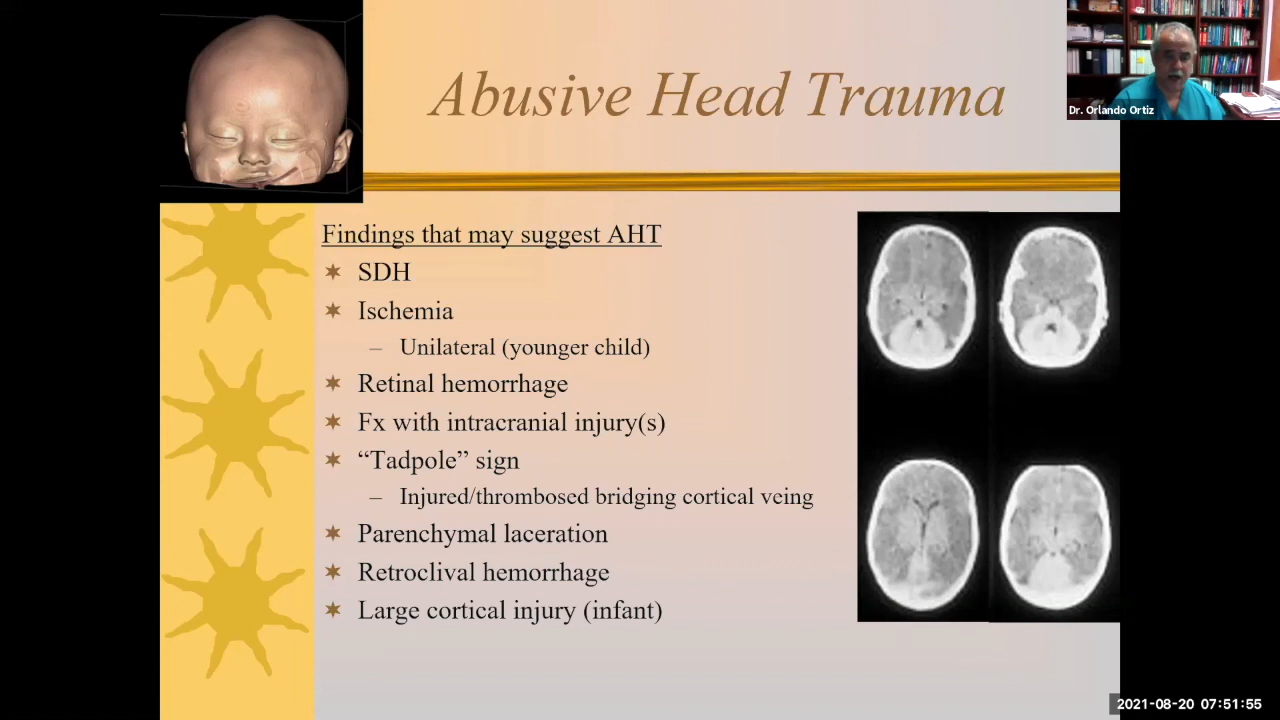 Abusive Head Trauma
Dr. Orlando Ortiz
Findings that may suggest AHT
SDH
Ischemia
– Unilateral (younger child)
Retinal hemorrhage
Fx with intracranial injury(s)
“Tadpole” sign
– Injured/thrombosed bridging cortical veing
Parenchymal laceration
Retroclival hemorrhage
Large cortical injury (infant)
2021-08-20 07:51:55